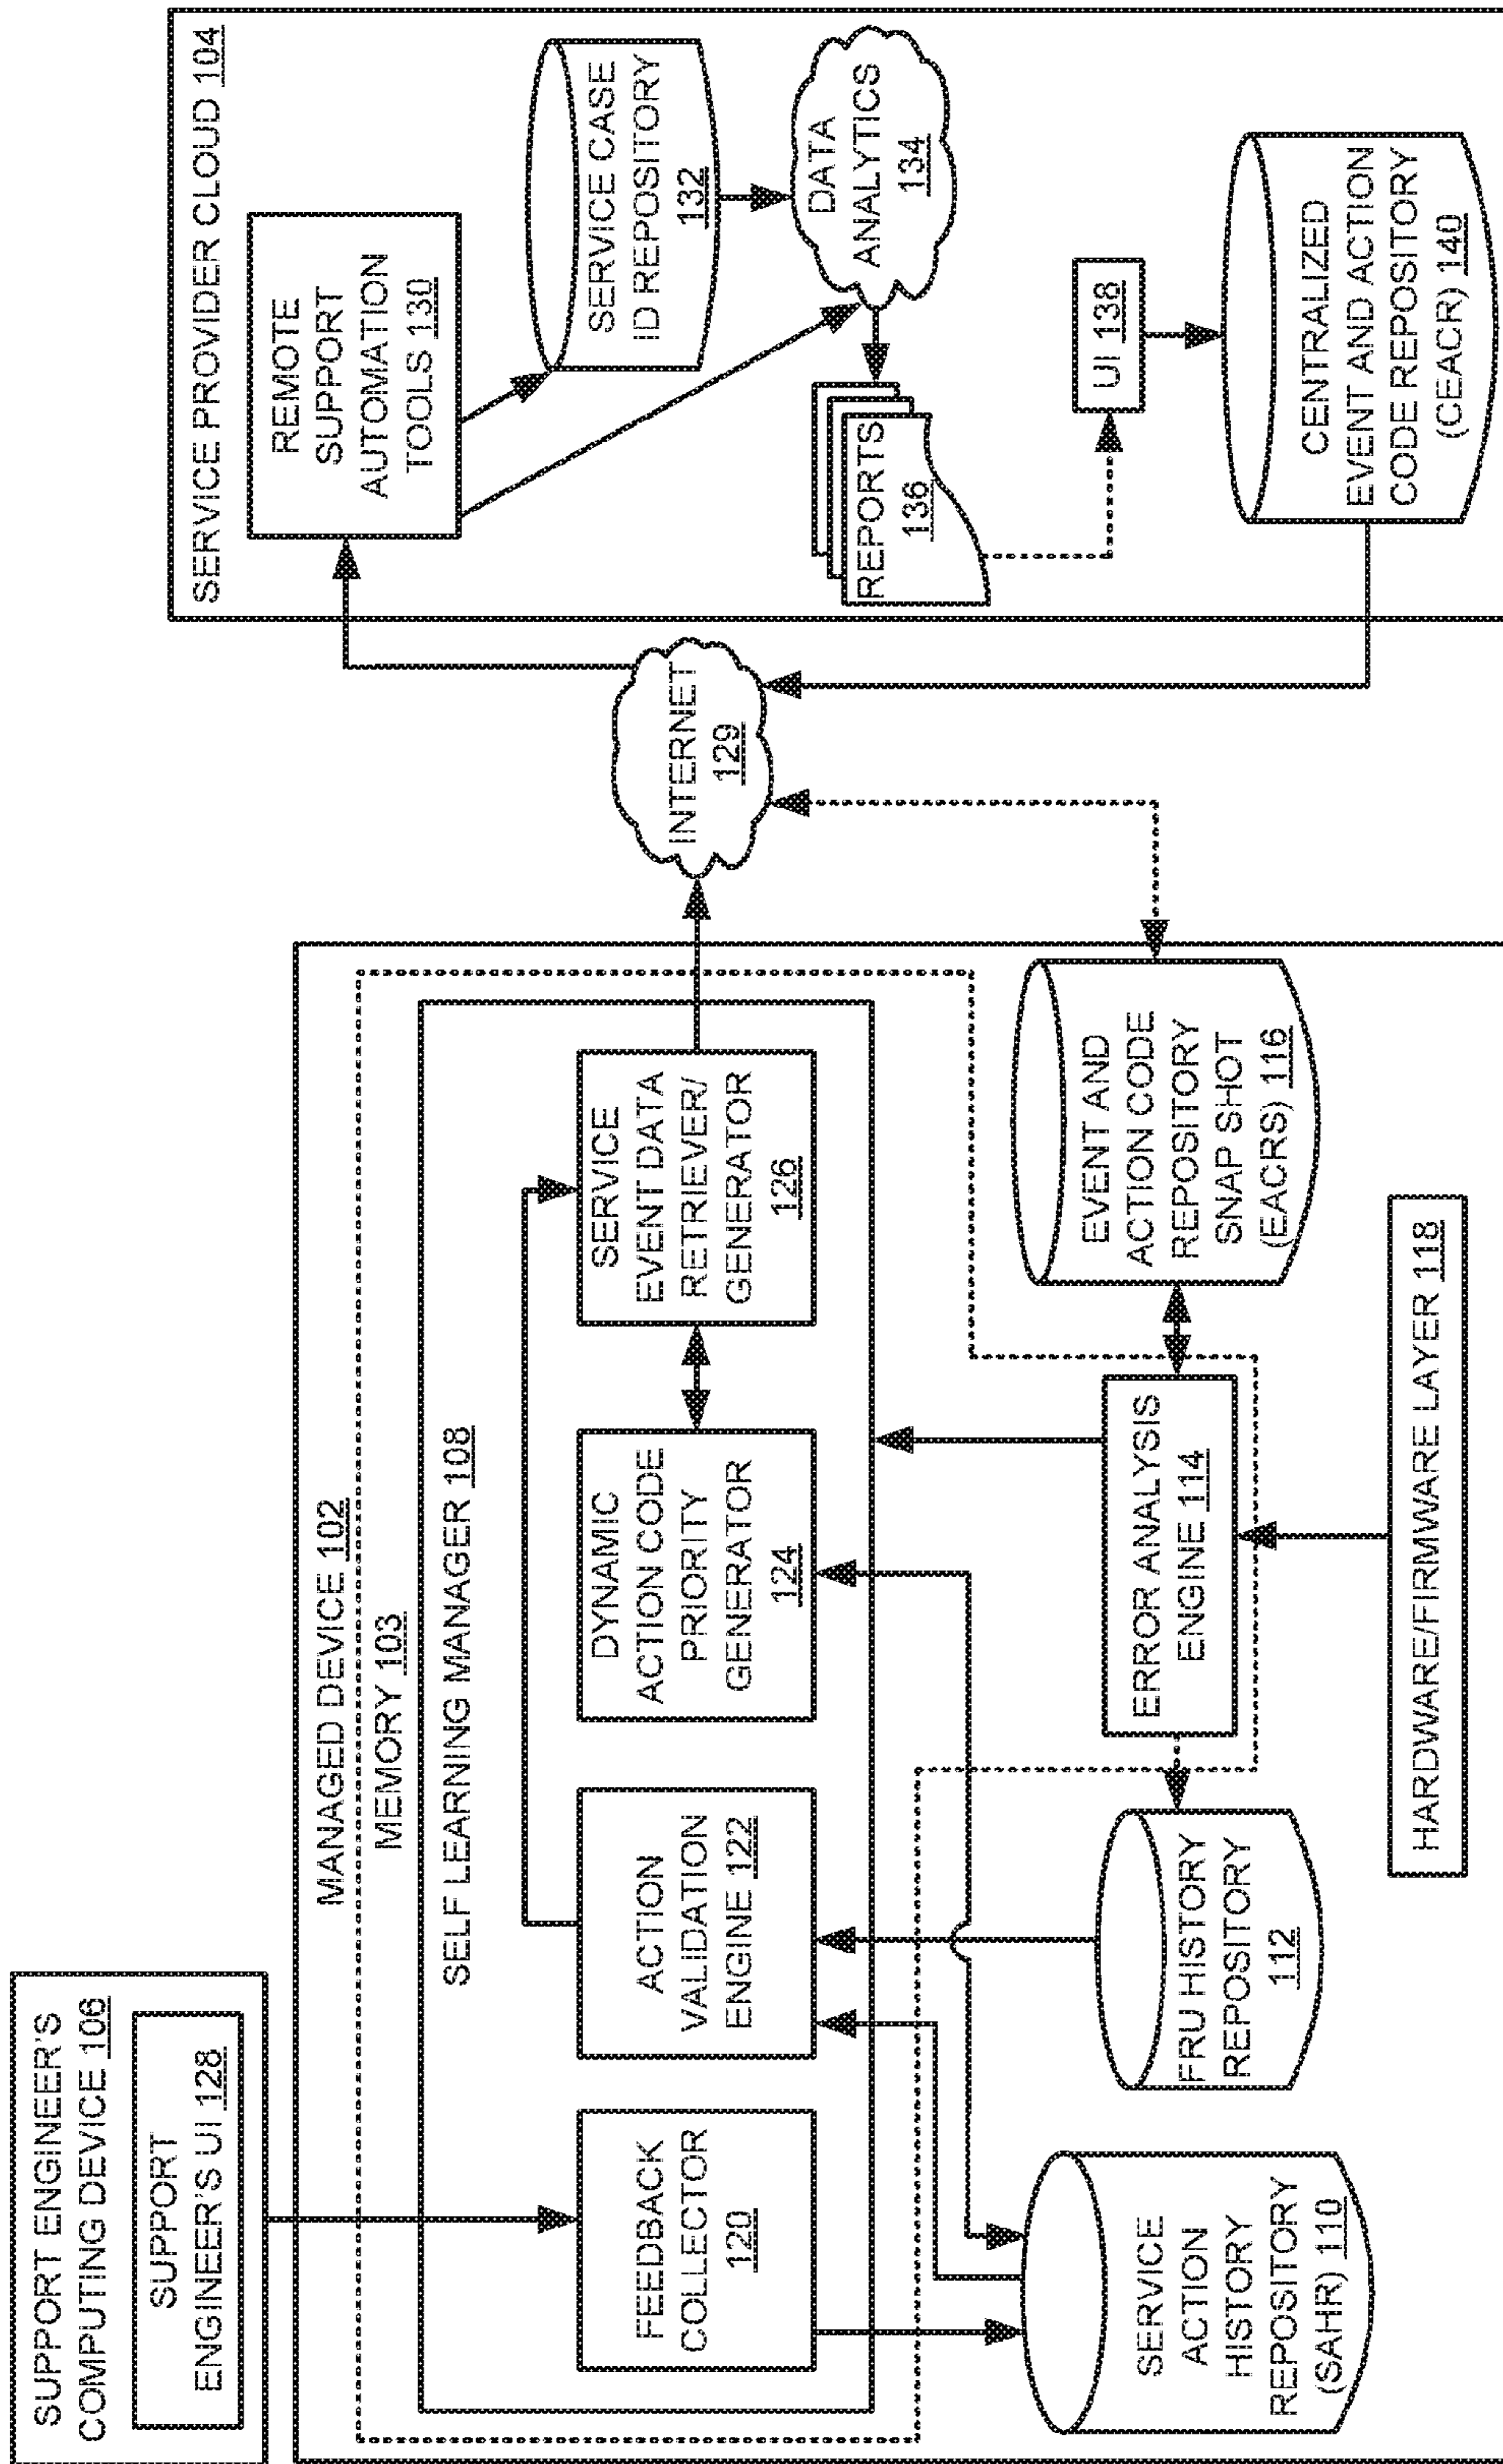 SUPPORT ENGINEER'S
COMPUTING DEVICE 106
SUPPORT
ENGINEER'S UI 128
MANAGED DEVICE 102
MEMORY 103
SELF LEARNING MANAGER 108
FEEDBACK
COLLECTOR
120
ACTION
VALIDATION
ENGINE 122
DYNAMIC
ACTION CODE
PRIORITY
GENERATOR
124
SERVICE
EVENT DATA
RETRIEVER/
GENERATOR
126
SERVICE
ACTION
HISTORY
REPOSITORY
(SAHR) 110
FRU HISTORY
REPOSITORY
112
ERROR ANALYSIS
ENGINE 114
EVENT AND
ACTION CODE
REPOSITORY
SNAP SHOT
(EACRS) 116
HARDWARE/FIRMWARE LAYER 118
INTERNET
129
SERVICE PROVIDER CLOUD 104
REMOTE
SUPPORT
AUTOMATION
TOOLS 130
SERVICE CASE
ID REPOSITORY
132
DATA
ANALYTICS
134
REPORTS
136
UI 138
CENTRALIZED
EVENT AND ACTION
CODE REPOSITORY
(CEACR) 140